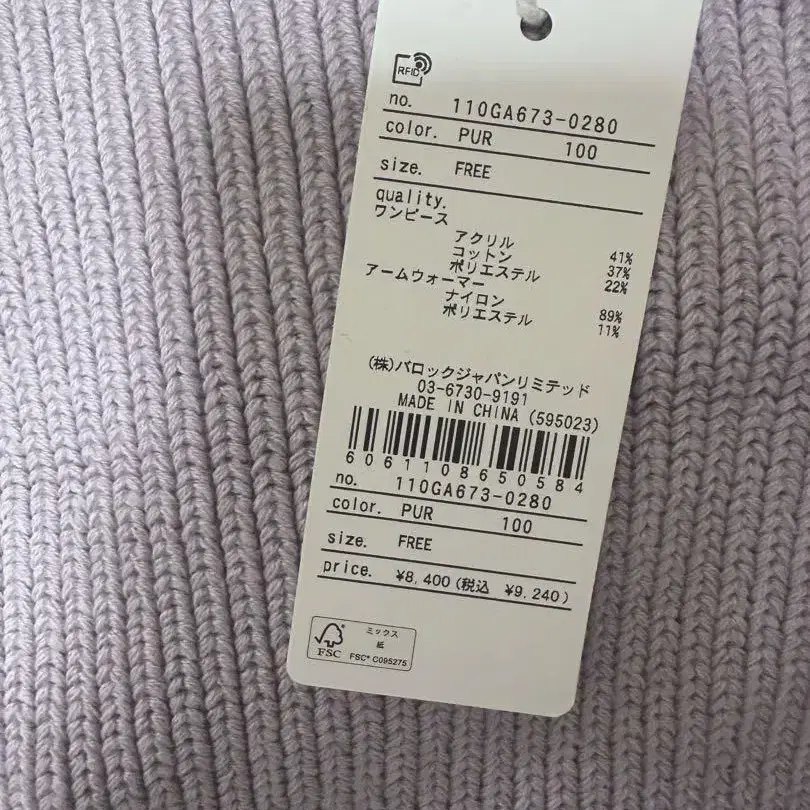 RFID
no. 110GA673-0280
color. PUR 100
size. FREE
quality.
ワンピース
アクリル 41%
コットン 37%
ポリエステル 22%
アームウォーマー
ナイロン 89%
ポリエステル 11%
(株)バロックジャパンリミテッド
03-6730-9191
MADE IN CHINA (595023)
6061108650584
no. 110GA673-0280
color. PUR 100
size. FREE
price. ¥8,400(税込 ¥9,240)
ミックス
紙
FSC FSC® C095275